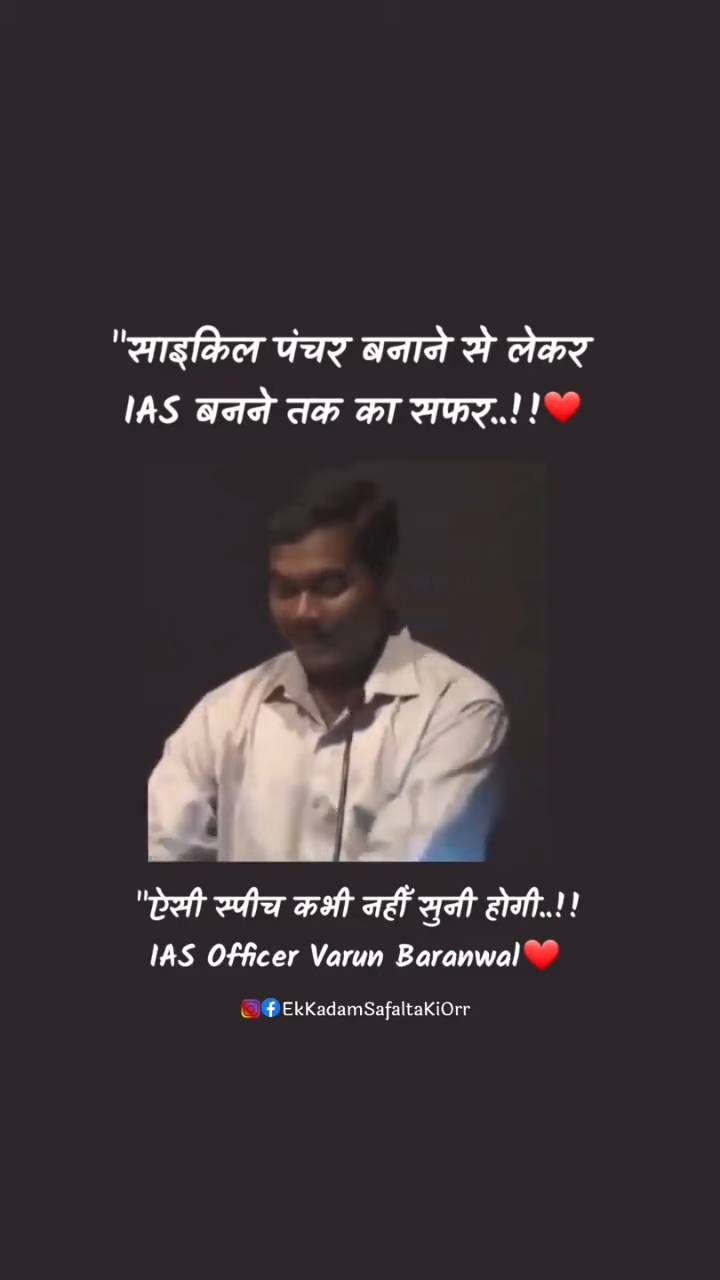 "साइकिल पंचर बनाने से लेकर
IAS बनने तक का सफर..!!❤️
"ऐसी स्पीच कभी नहीं सुनी होगी..!!
IAS Officer Varun Baranwal❤️
EkKadamSafaltaKiOrr